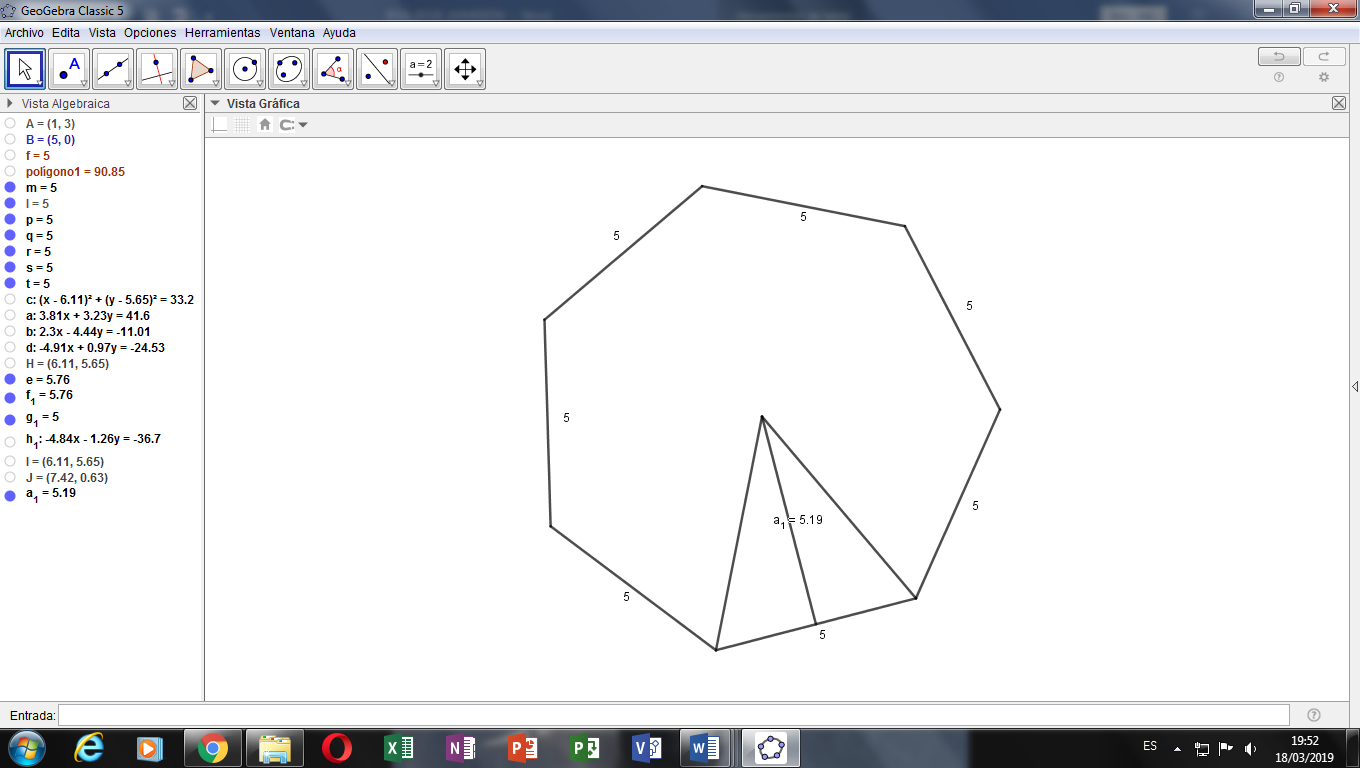 GeoGebra Classic 5
Archivo Edita Vista Opciones Herramientas Ventana Ayuda
A
a = 2
α
Vista Algebraica
Vista Gráfica
A = (1, 3)
B = (5, 0)
f = 5
polígono1 = 90.85
m = 5
l = 5
p = 5
q = 5
r = 5
s = 5
t = 5
c: (x - 6.11)² + (y - 5.65)² = 33.2
a: 3.81x + 3.23y = 41.6
b: 2.3x - 4.44y = -11.01
d: -4.91x + 0.97y = -24.53
H = (6.11, 5.65)
e = 5.76
f₁ = 5.76
g₁ = 5
h₁: -4.84x - 1.26y = -36.7
I = (6.11, 5.65)
J = (7.42, 0.63)
a₁ = 5.19
5
5
5
5
5
a₁ = 5.19
5
5
Entrada:
ES
19:52
18/03/2019